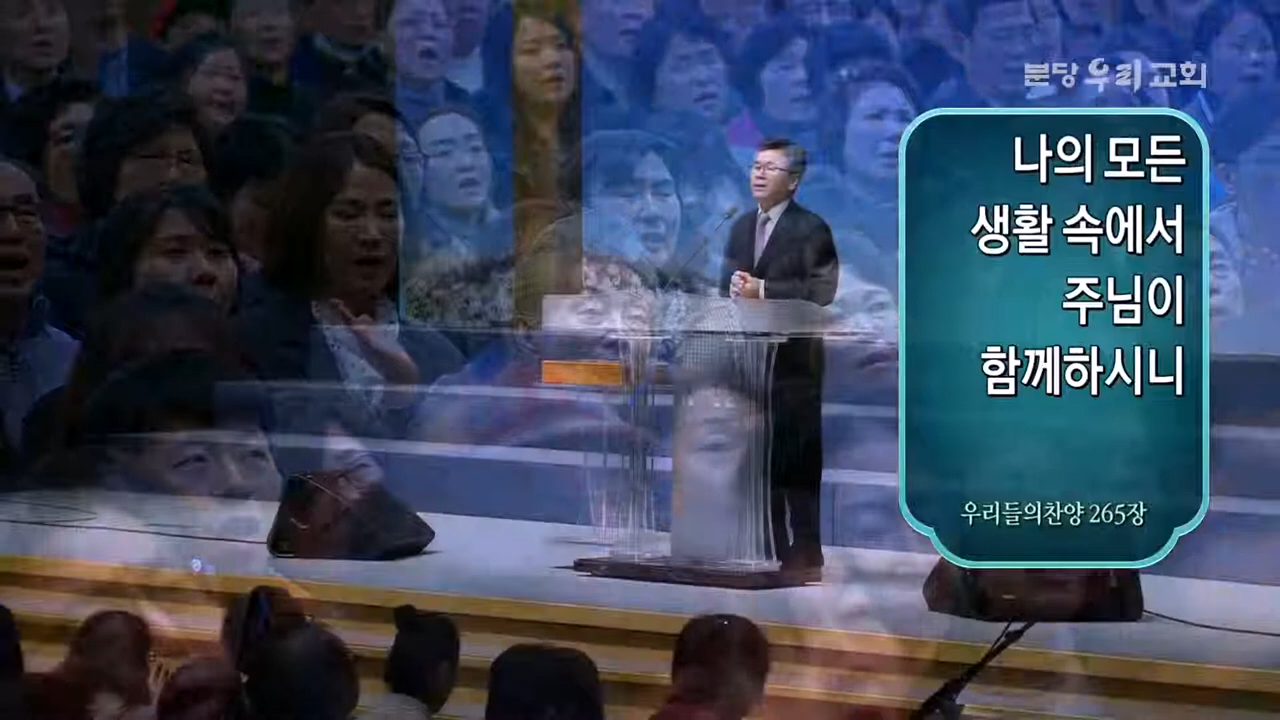 분당우리교회
나의 모든
생활 속에서
주님이
함께하시니
우리들의찬양 265장